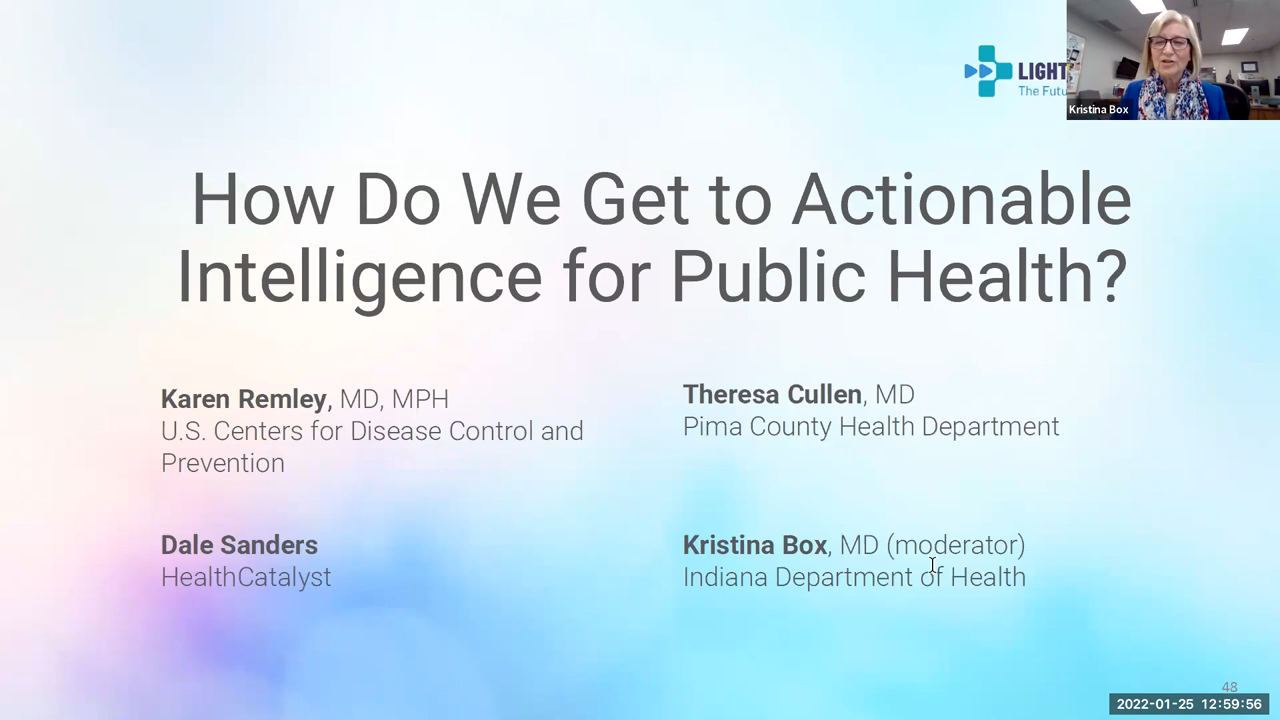 LIGHT
The Futu
Kristina Box
How Do We Get to Actionable
Intelligence for Public Health?
Karen Remley, MD, MPH
U.S. Centers for Disease Control and
Prevention
Theresa Cullen, MD
Pima County Health Department
Dale Sanders
HealthCatalyst
Kristina Box, MD (moderator)
Indiana Department of Health
48
2022-01-25 12:59:56